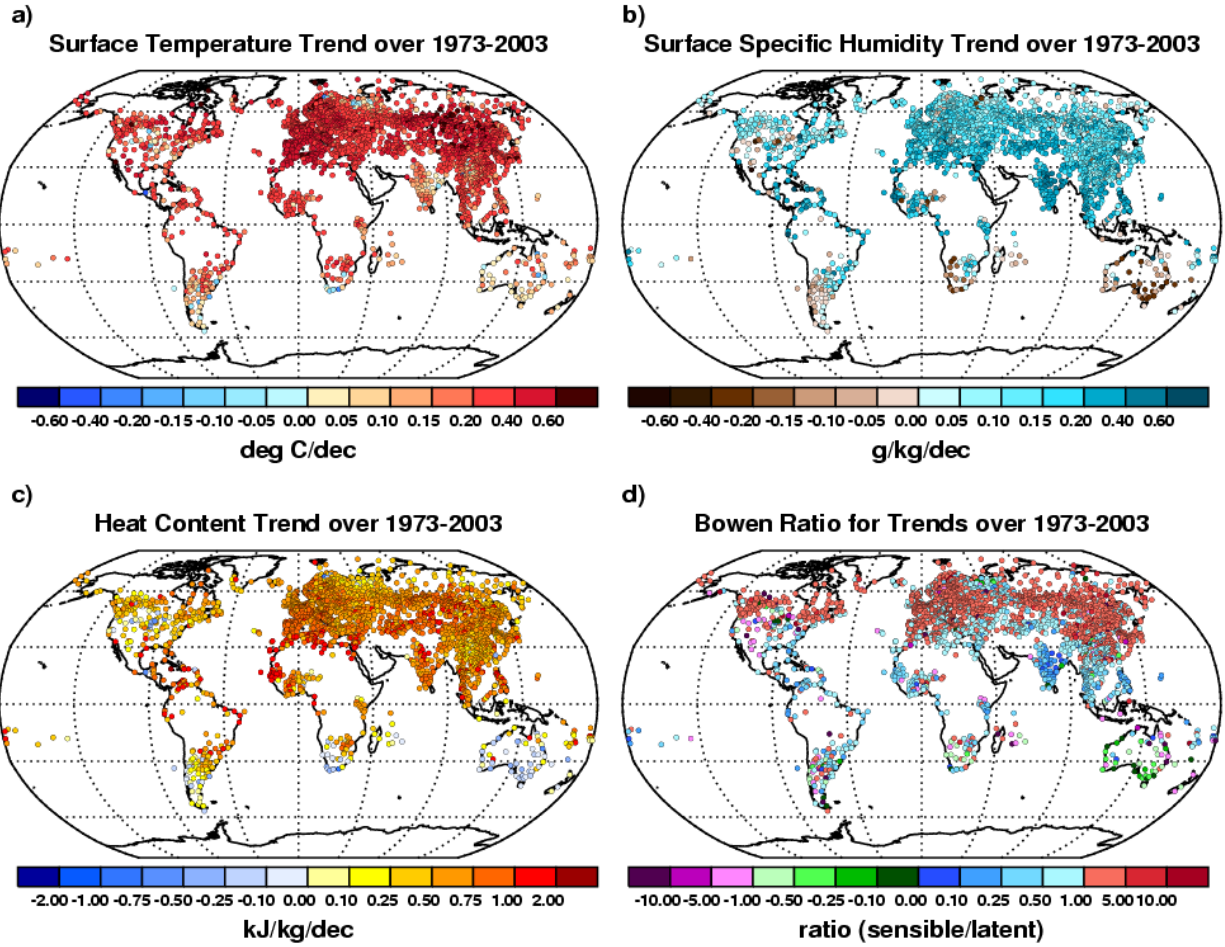 a)
Surface Temperature Trend over 1973-2003
-0.60 -0.40 -0.20 -0.15 -0.10 -0.05 0.00 0.05 0.10 0.15 0.20 0.40 0.60
deg C/dec
b)
Surface Specific Humidity Trend over 1973-2003
-0.60 -0.40 -0.20 -0.15 -0.10 -0.05 0.00 0.05 0.10 0.15 0.20 0.40 0.60
g/kg/dec
c)
Heat Content Trend over 1973-2003
-2.00 -1.00 -0.75 -0.50 -0.25 -0.10 0.00 0.10 0.25 0.50 0.75 1.00 2.00
kJ/kg/dec
d)
Bowen Ratio for Trends over 1973-2003
-10.00 -5.00 -1.00 -0.50 -0.25 -0.10 0.00 0.10 0.25 0.50 1.00 5.00 10.00
ratio (sensible/latent)